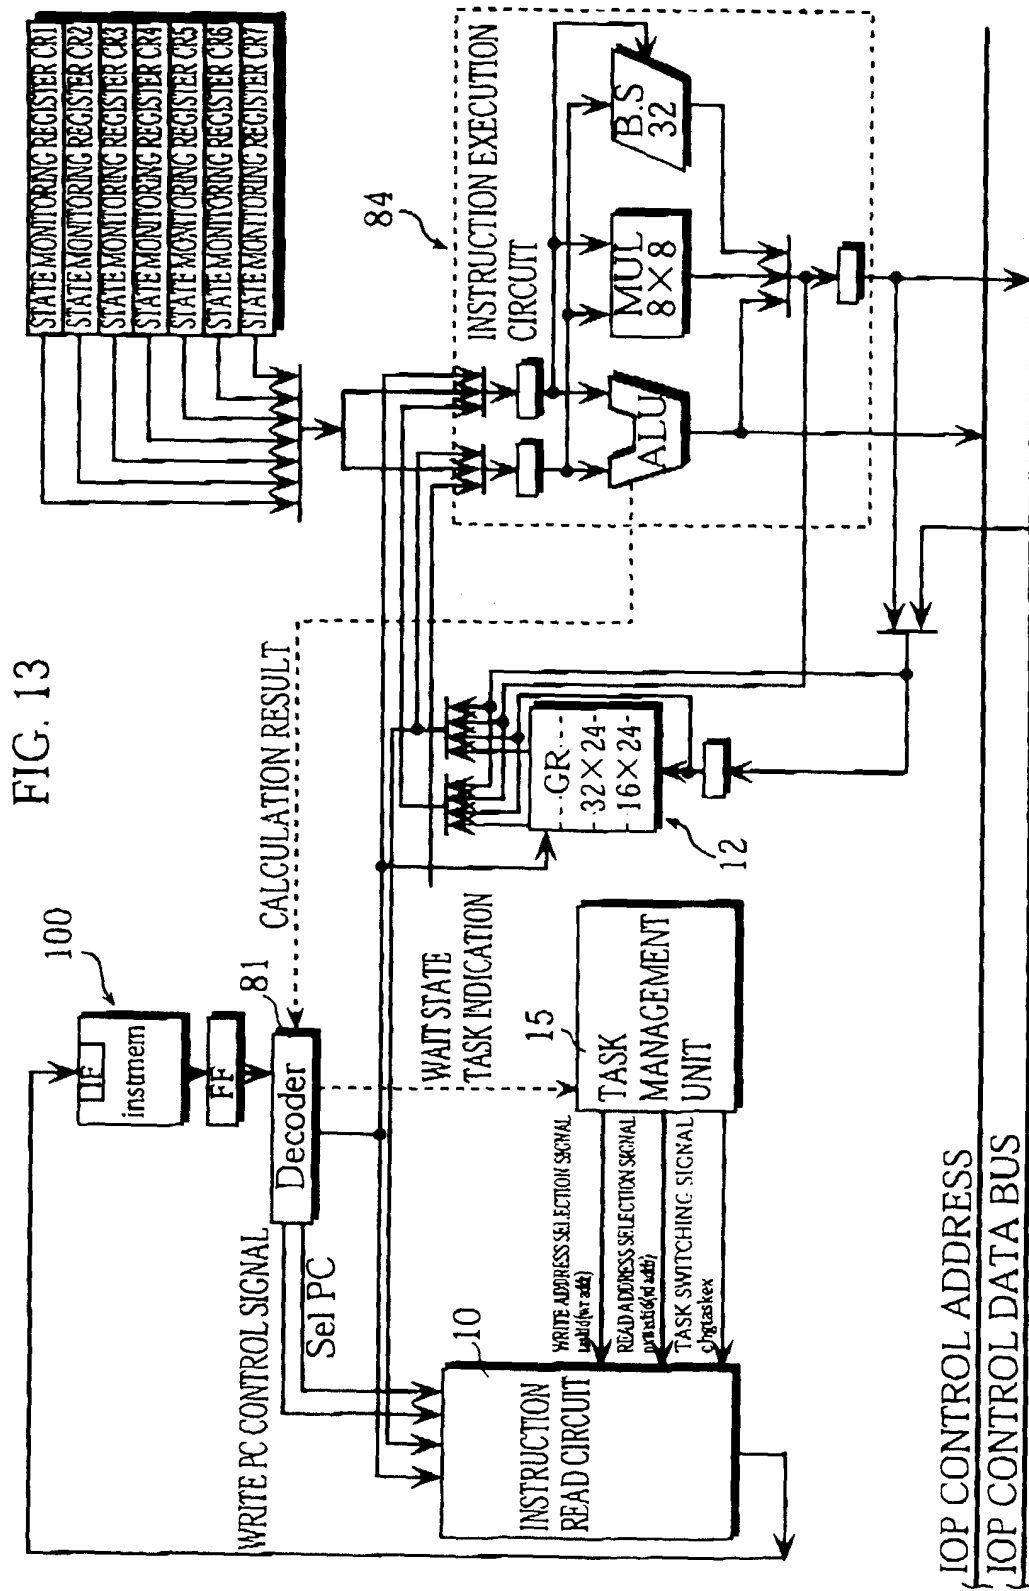 FIG. 13
STATE MONITORING REGISTER CR1
STATE MONITORING REGISTER CR2
STATE MONITORING REGISTER CR3
STATE MONITORING REGISTER CR4
STATE MONITORING REGISTER CR5
STATE MONITORING REGISTER CR6
STATE MONITORING REGISTER CR7
100
IF
instmem
FF
81
Decoder
CALCULATION RESULT
84
INSTRUCTION EXECUTION
CIRCUIT
ALU
MUL
8×8
B.S
32
WRITE PC CONTROL SIGNAL
Sel PC
WAIT STATE
TASK INDICATION
GR
32×24
16×24
12
10
INSTRUCTION
READ CIRCUIT
WRITE ADDRESS SELECTION SIGNAL
READ ADDRESS SELECTION SIGNAL
TASK SWITCHING SIGNAL
chgtaskex
15
TASK
MANAGEMENT
UNIT
IOP CONTROL ADDRESS
IOP CONTROL DATA BUS